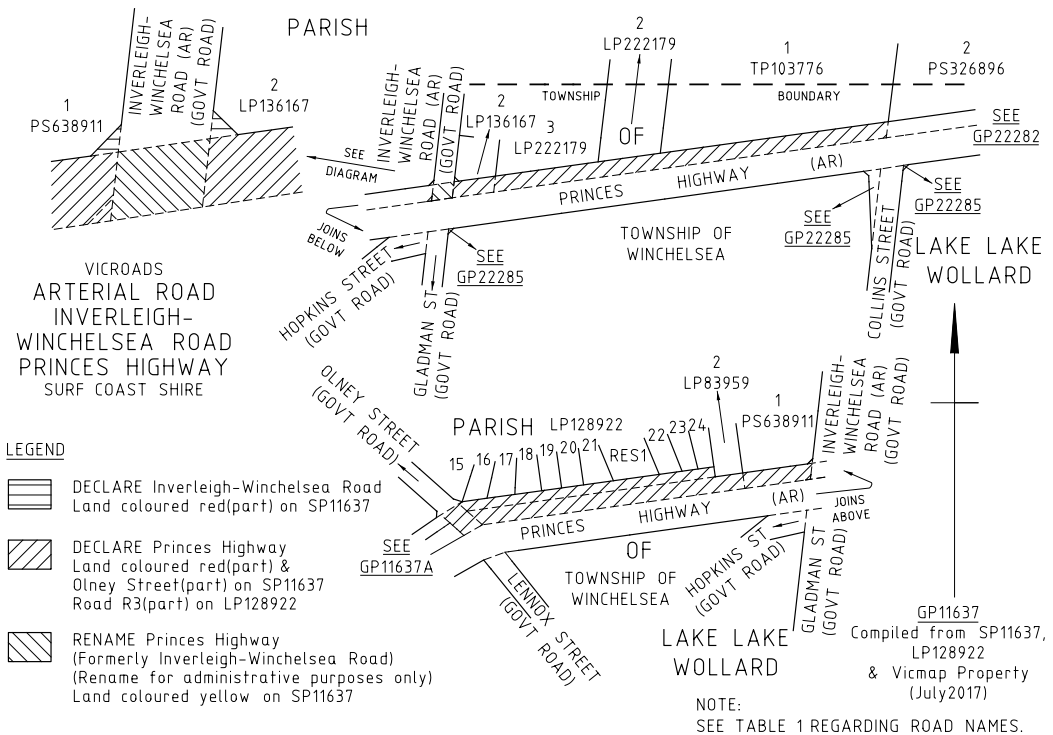 PARISH
INVERLEIGH-
WINCHELSEA
ROAD (AR)
(GOVT ROAD)
1
PS638911
2
LP136167
INVERLEIGH-
WINCHELSEA
ROAD (AR)
(GOVT ROAD)
2
LP136167
3
LP222179
2
LP222179
1
TP103776
2
PS326896
TOWNSHIP
BOUNDARY
OF
SEE
GP22282
SEE
DIAGRAM
PRINCES HIGHWAY (AR)
JOINS
BELOW
SEE
GP22285
SEE
GP22285
SEE
GP22285
TOWNSHIP OF
WINCHELSEA
HOPKINS STREET
(GOVT ROAD)
GLADMAN ST
(GOVT ROAD)
COLLINS STREET
(GOVT ROAD)
LAKE LAKE
WOLLARD
VICROADS
ARTERIAL ROAD
INVERLEIGH-
WINCHELSEA ROAD
PRINCES HIGHWAY
SURF COAST SHIRE
OLNEY STREET
(GOVT ROAD)
PARISH
LP128922
15
16
17
18
19
20
21
RES1
22
23
24
2
LP83959
1
PS638911
INVERLEIGH-
WINCHELSEA
ROAD (AR)
(GOVT ROAD)
PRINCES HIGHWAY (AR)
JOINS
ABOVE
SEE
GP11637A
OF
TOWNSHIP OF
WINCHELSEA
LENNOX STREET
(GOVT ROAD)
HOPKINS ST
(GOVT ROAD)
GLADMAN ST
(GOVT ROAD)
LAKE LAKE
WOLLARD
LEGEND
DECLARE Inverleigh-Winchelsea Road
Land coloured red(part) on SP11637
DECLARE Princes Highway
Land coloured red(part) &
Olney Street(part) on SP11637
Road R3(part) on LP128922
RENAME Princes Highway
(Formerly Inverleigh-Winchelsea Road)
(Rename for administrative purposes only)
Land coloured yellow on SP11637
GP11637
Compiled from SP11637,
LP128922
& Vicmap Property
(July2017)
NOTE:
SEE TABLE 1 REGARDING ROAD NAMES.